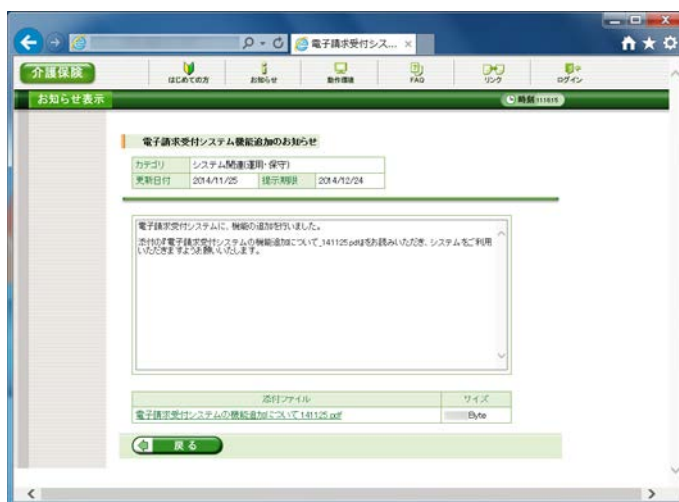 電子請求受付シス... ×
介護保険
はじめての方 お知らせ 動作環境 FAQ リンク ログイン
お知らせ表示
時刻 111615
電子請求受付システム機能追加のお知らせ
カテゴリ システム関連(運用・保守)
更新日付 2014/11/25 提示期限 2014/12/24
電子請求受付システムに、機能の追加を行いました。
添付の『電子請求受付システムの機能追加について_141125.pdf』をお読みいただき、システムをご利用
いただきますようお願いいたします。
添付ファイル サイズ
電子請求受付システムの機能追加について141125.pdf Byte
戻る